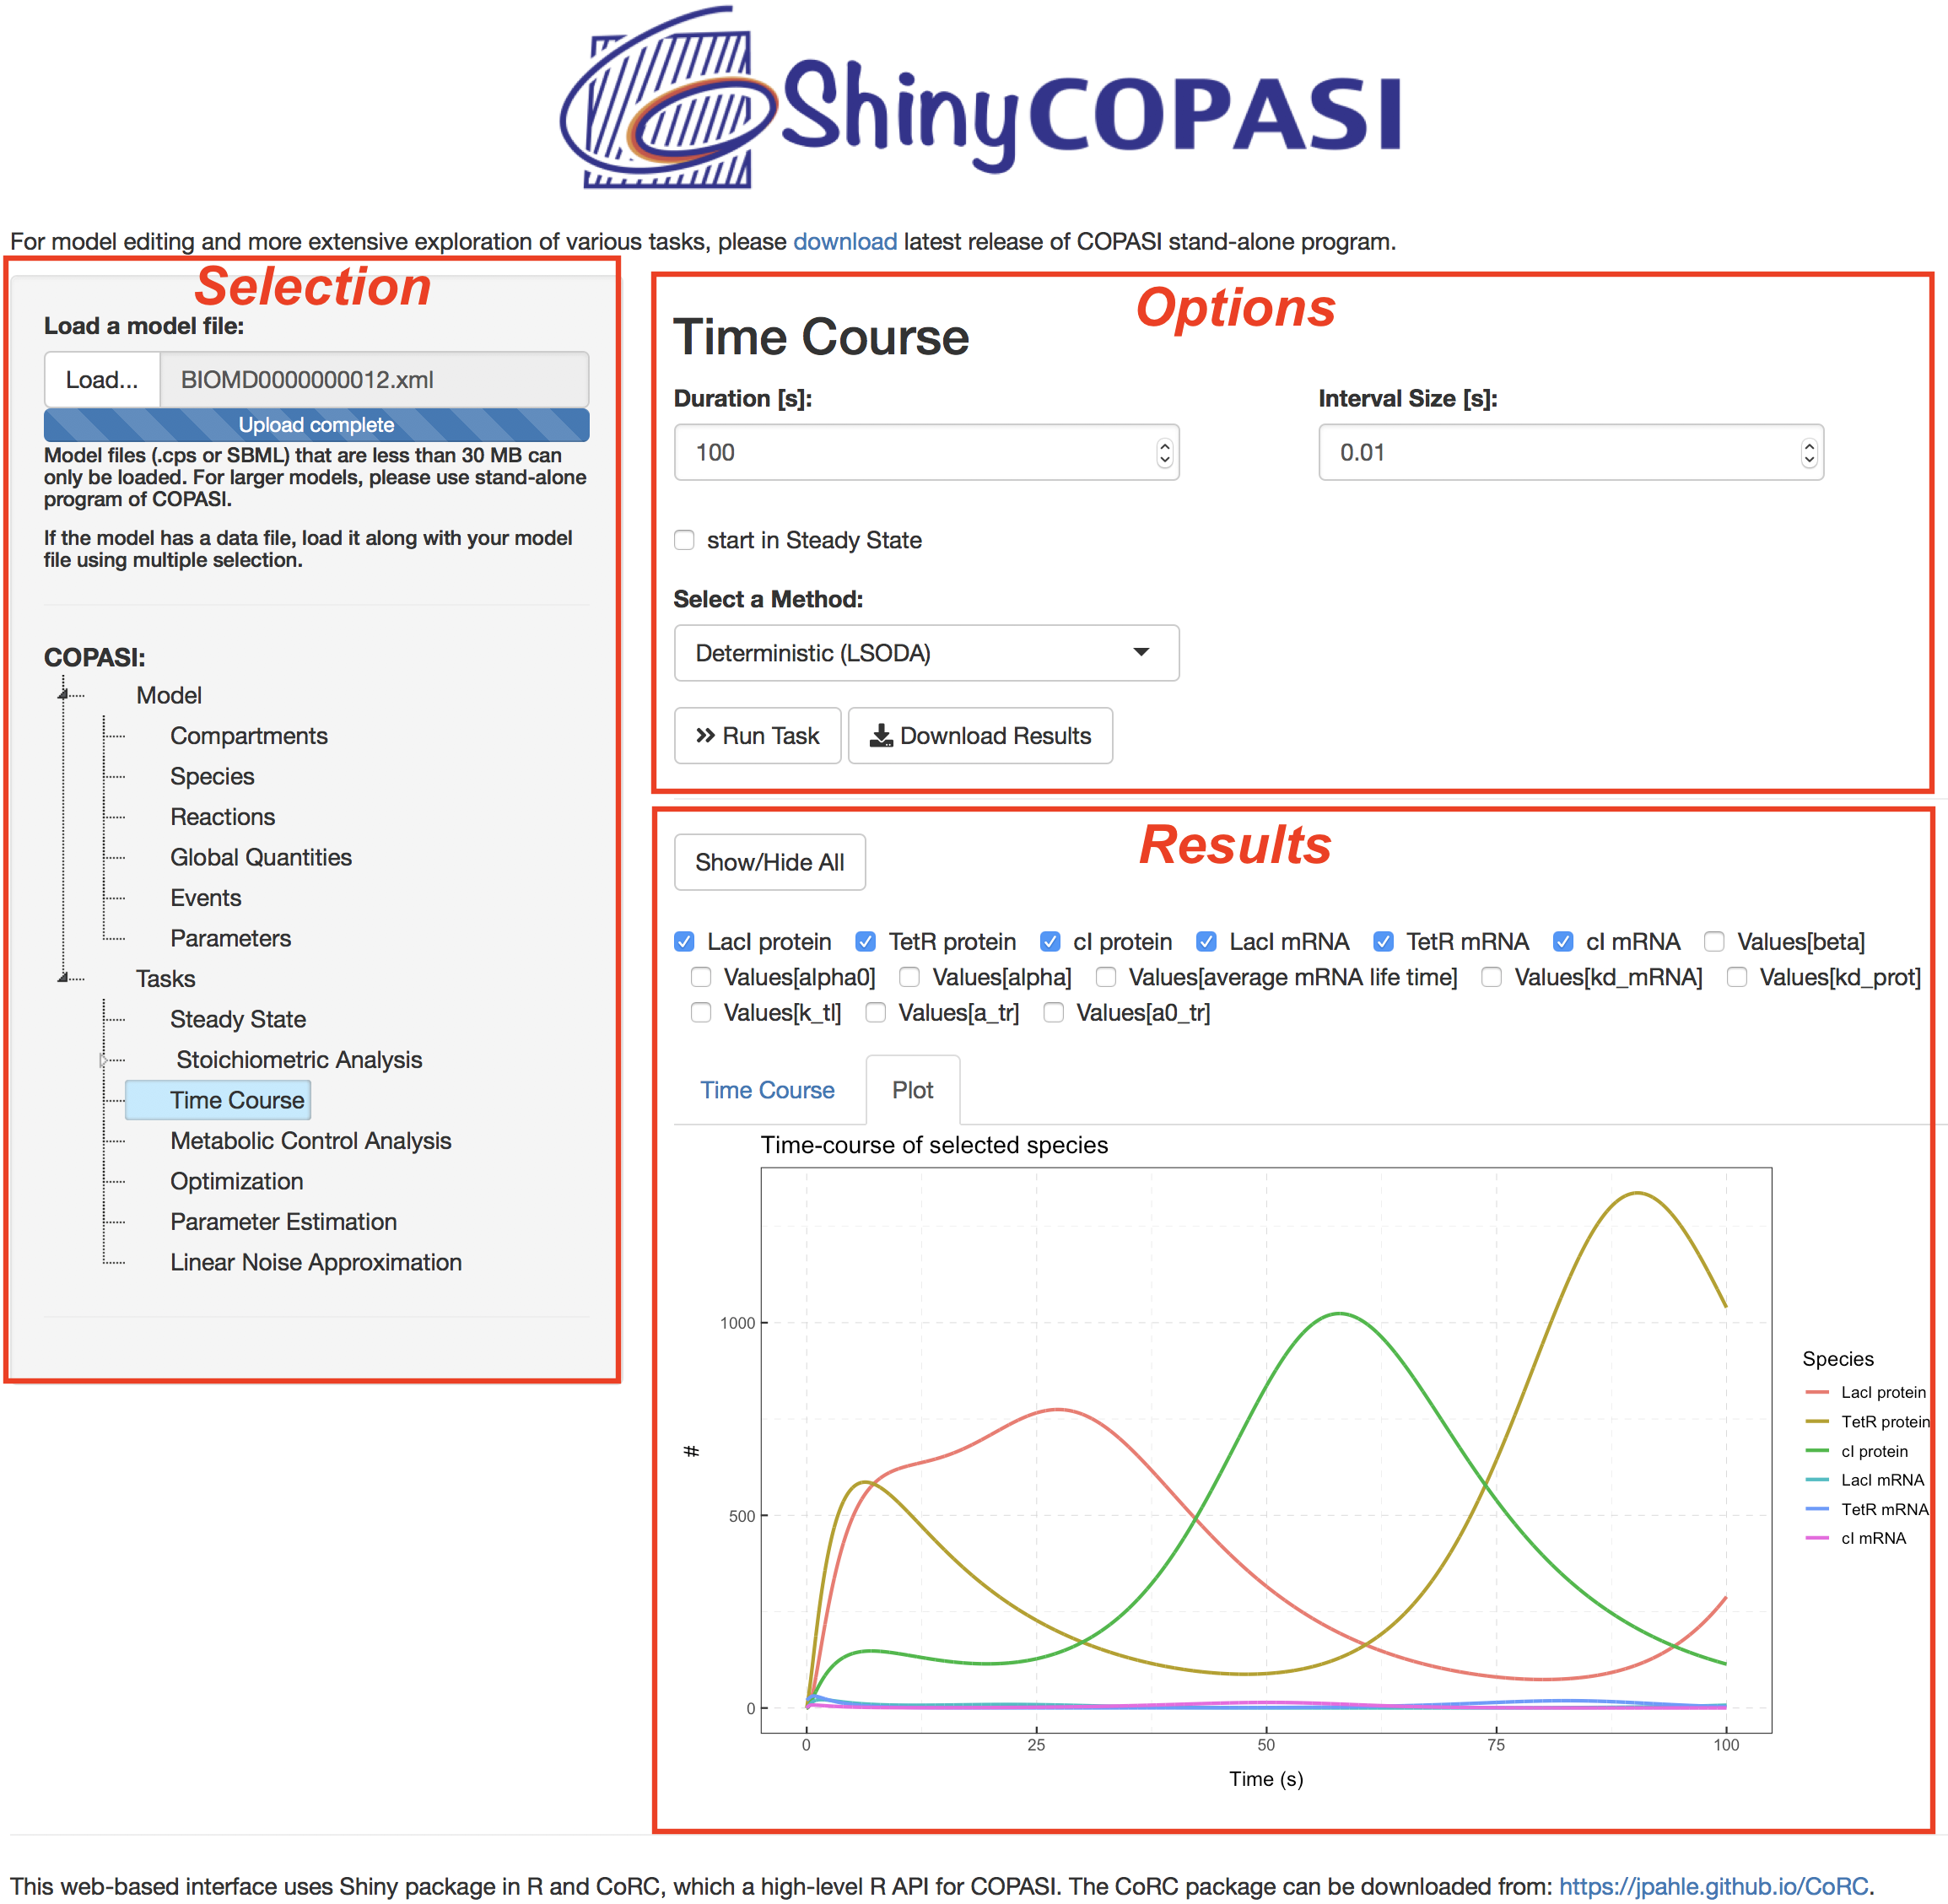 ShinyCOPASI
For model editing and more extensive exploration of various tasks, please download latest release of COPASI stand-alone program.
Selection
Load a model file:
Load... BIOMD0000000012.xml
Upload complete
Model files (.cps or SBML) that are less than 30 MB can
only be loaded. For larger models, please use stand-alone
program of COPASI.
If the model has a data file, load it along with your model
file using multiple selection.
COPASI:
Model
Compartments
Species
Reactions
Global Quantities
Events
Parameters
Tasks
Steady State
Stoichiometric Analysis
Time Course
Metabolic Control Analysis
Optimization
Parameter Estimation
Linear Noise Approximation
Options
Time Course
Duration [s]: Interval Size [s]:
100 0.01
start in Steady State
Select a Method:
Deterministic (LSODA)
Run Task Download Results
Results
Show/Hide All
LacI protein TetR protein cI protein LacI mRNA TetR mRNA cI mRNA Values[beta]
Values[alpha0] Values[alpha] Values[average mRNA life time] Values[kd_mRNA] Values[kd_prot]
Values[k_tl] Values[a_tr] Values[a0_tr]
Time Course Plot
Time-course of selected species
1000
500
0
#
0 25 50 75 100
Time (s)
Species
LacI protein
TetR protein
cI protein
LacI mRNA
TetR mRNA
cI mRNA
This web-based interface uses Shiny package in R and CoRC, which a high-level R API for COPASI. The CoRC package can be downloaded from: https://jpahle.github.io/CoRC.